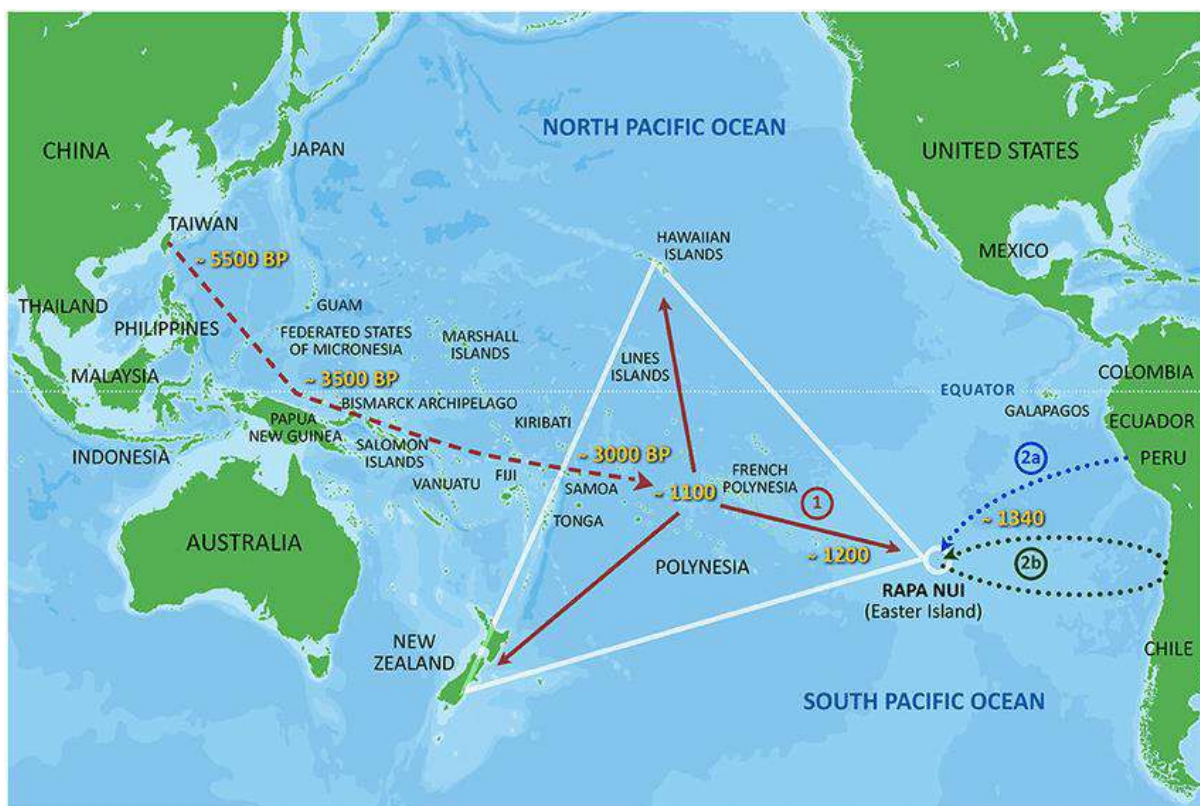 NORTH PACIFIC OCEAN
CHINA
JAPAN
UNITED STATES
TAIWAN
~ 5500 BP
HAWAIIAN
ISLANDS
MEXICO
THAILAND
GUAM
PHILIPPINES
FEDERATED STATES
OF MICRONESIA
MARSHALL
ISLANDS
LINES
ISLANDS
MALAYSIA
~ 3500 BP
EQUATOR
COLOMBIA
BISMARCK ARCHIPELAGO
GALAPAGOS
PAPUA
NEW GUINEA
KIRIBATI
ECUADOR
INDONESIA
SALOMON
ISLANDS
~ 3000 BP
2a
PERU
VANUATU
FIJI
SAMOA
FRENCH
POLYNESIA
~ 1100
1
TONGA
~ 1340
AUSTRALIA
~ 1200
2b
POLYNESIA
RAPA NUI
(Easter Island)
NEW
ZEALAND
CHILE
SOUTH PACIFIC OCEAN